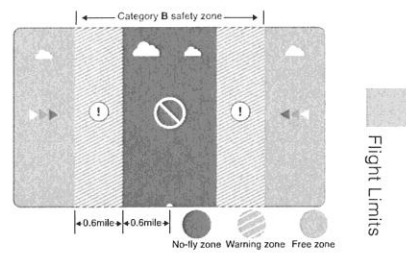 Category B safety zone
!
!
0.6mile 0.6mile
No-fly zone Warning zone Free zone
Flight Limits